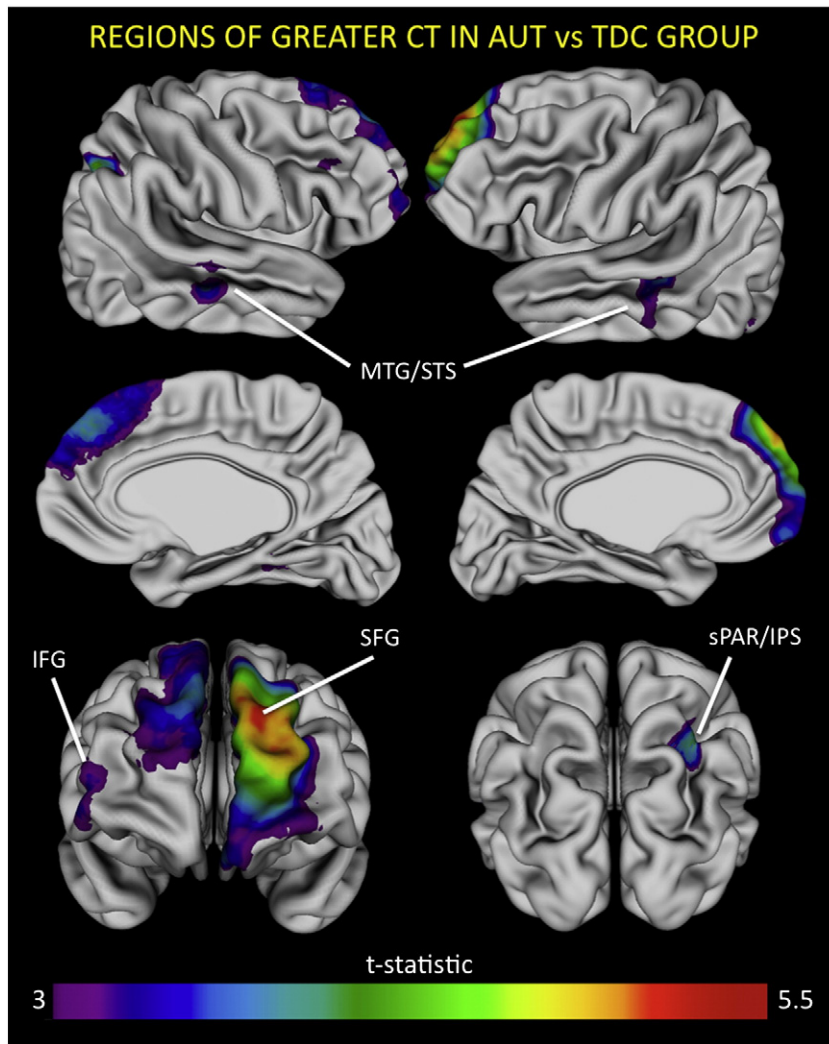 REGIONS OF GREATER CT IN AUT vs TDC GROUP
MTG/STS
IFG
SFG
sPAR/IPS
t-statistic
3
5.5